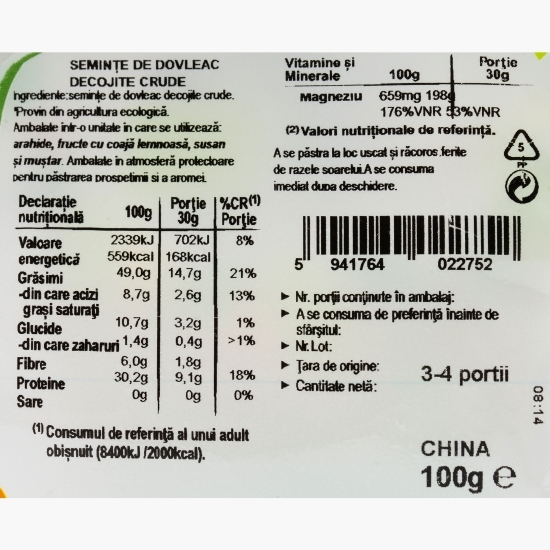 SEMINȚE DE DOVLEAC
DECOJITE CRUDE
Ingrediente:semințe de dovleac decojite crude.
*Provin din agricultura ecologică.
Ambalate într-o unitate in care se utilizează:
arahide, fructe cu coajă lemnoasă, susan
și muștar. Ambalate in atmosferă protectoare
pentru păstrarea prospetimii si a aromei.
Declarație nutrițională 100g Porție 30g %CR(1) Porție
Valoare energetică 2339kJ 559kcal 702kJ 168kcal 8%
Grăsimi 49,0g 14,7g 21%
-din care acizi grași saturați 8,7g 2,6g 13%
Glucide 10,7g 3,2g 1%
-din care zaharuri 1,4g 0,4g >1%
Fibre 6,0g 1,8g
Proteine 30,2g 9,1g 18%
Sare 0g 0g 0%
(1) Consumul de referință al unui adult
obișnuit (8400kJ /2000kcal).
Vitamine și Minerale 100g Porție 30g
Magneziu 659mg 198g
176%VNR 53%VNR
(2) Valori nutriționale de referință.
A se păstra la loc uscat și răcoros ferite
de razele soarelui.A se consuma
imediat dupa deschidere.
5
PP
5 941764 022752
► Nr. porții conținute în ambalaj:
► A se consuma de preferință înainte de
sfârșitul:
► Nr. Lot:
► Țara de origine:
► Cantitate netă:
3-4 portii
08:14
CHINA
100g e